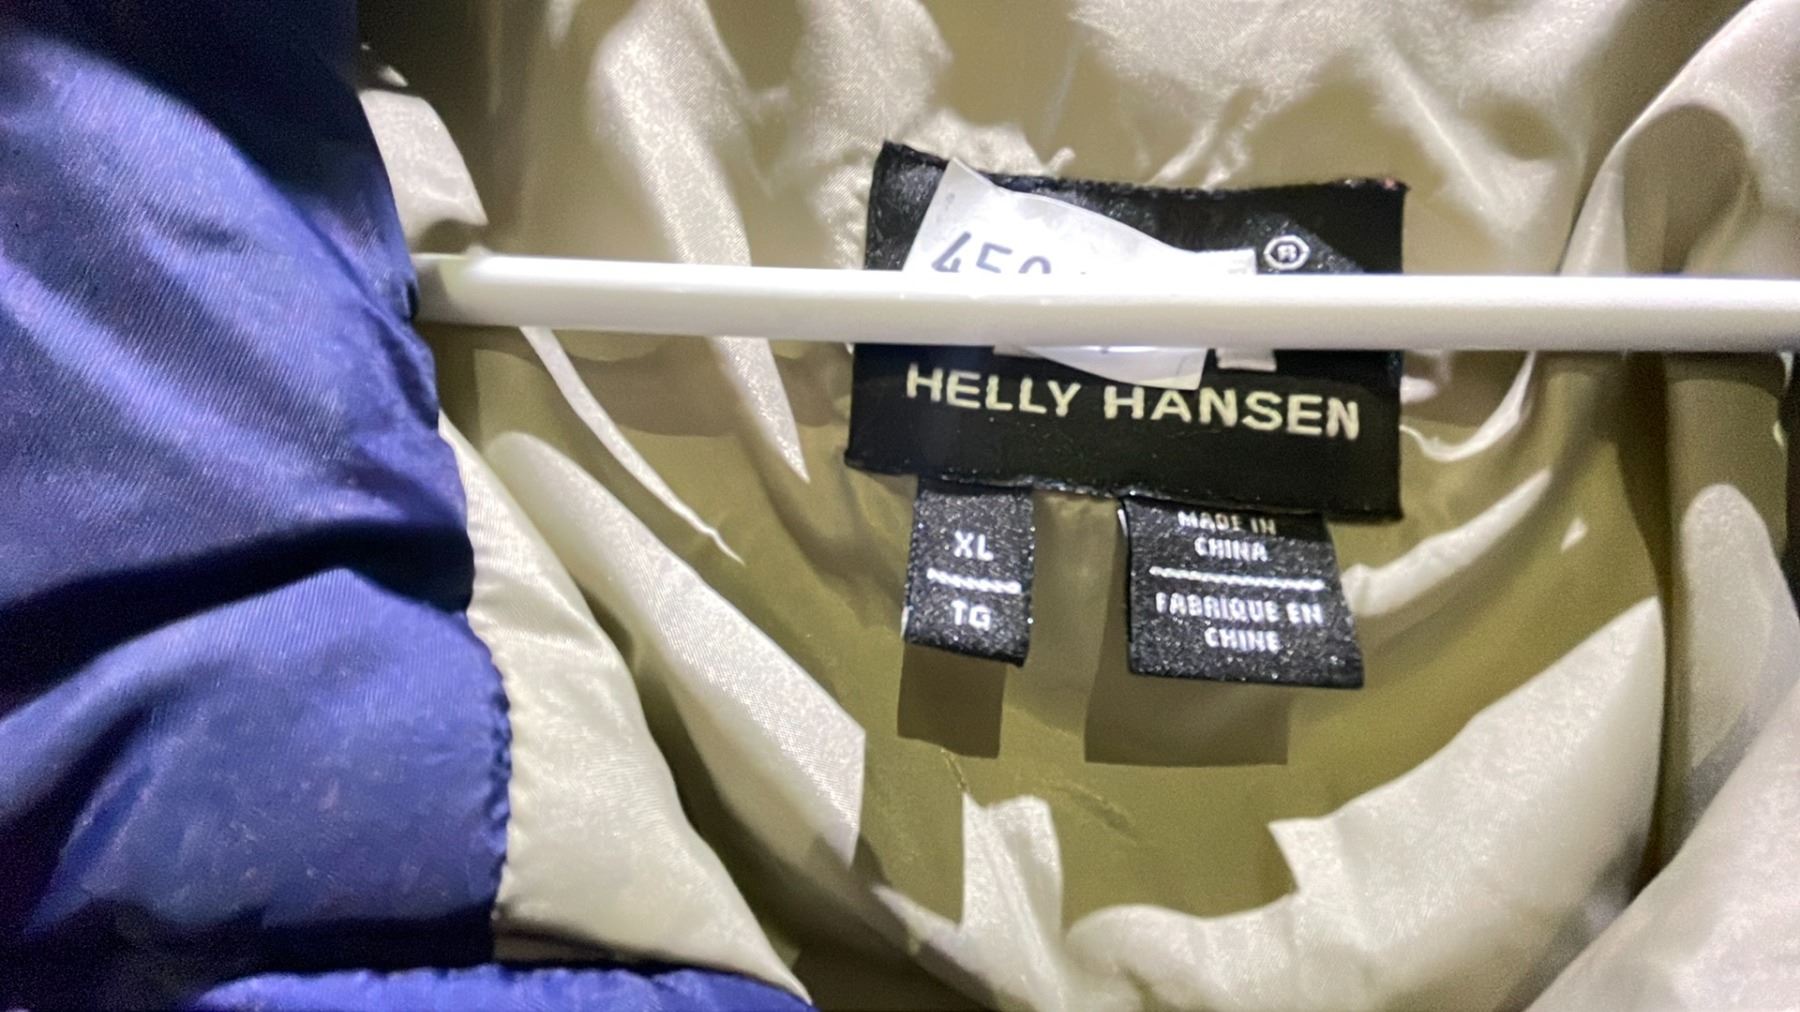 ®
HELLY HANSEN
XL
TG
MADE IN
CHINA
FABRIQUE EN
CHINE